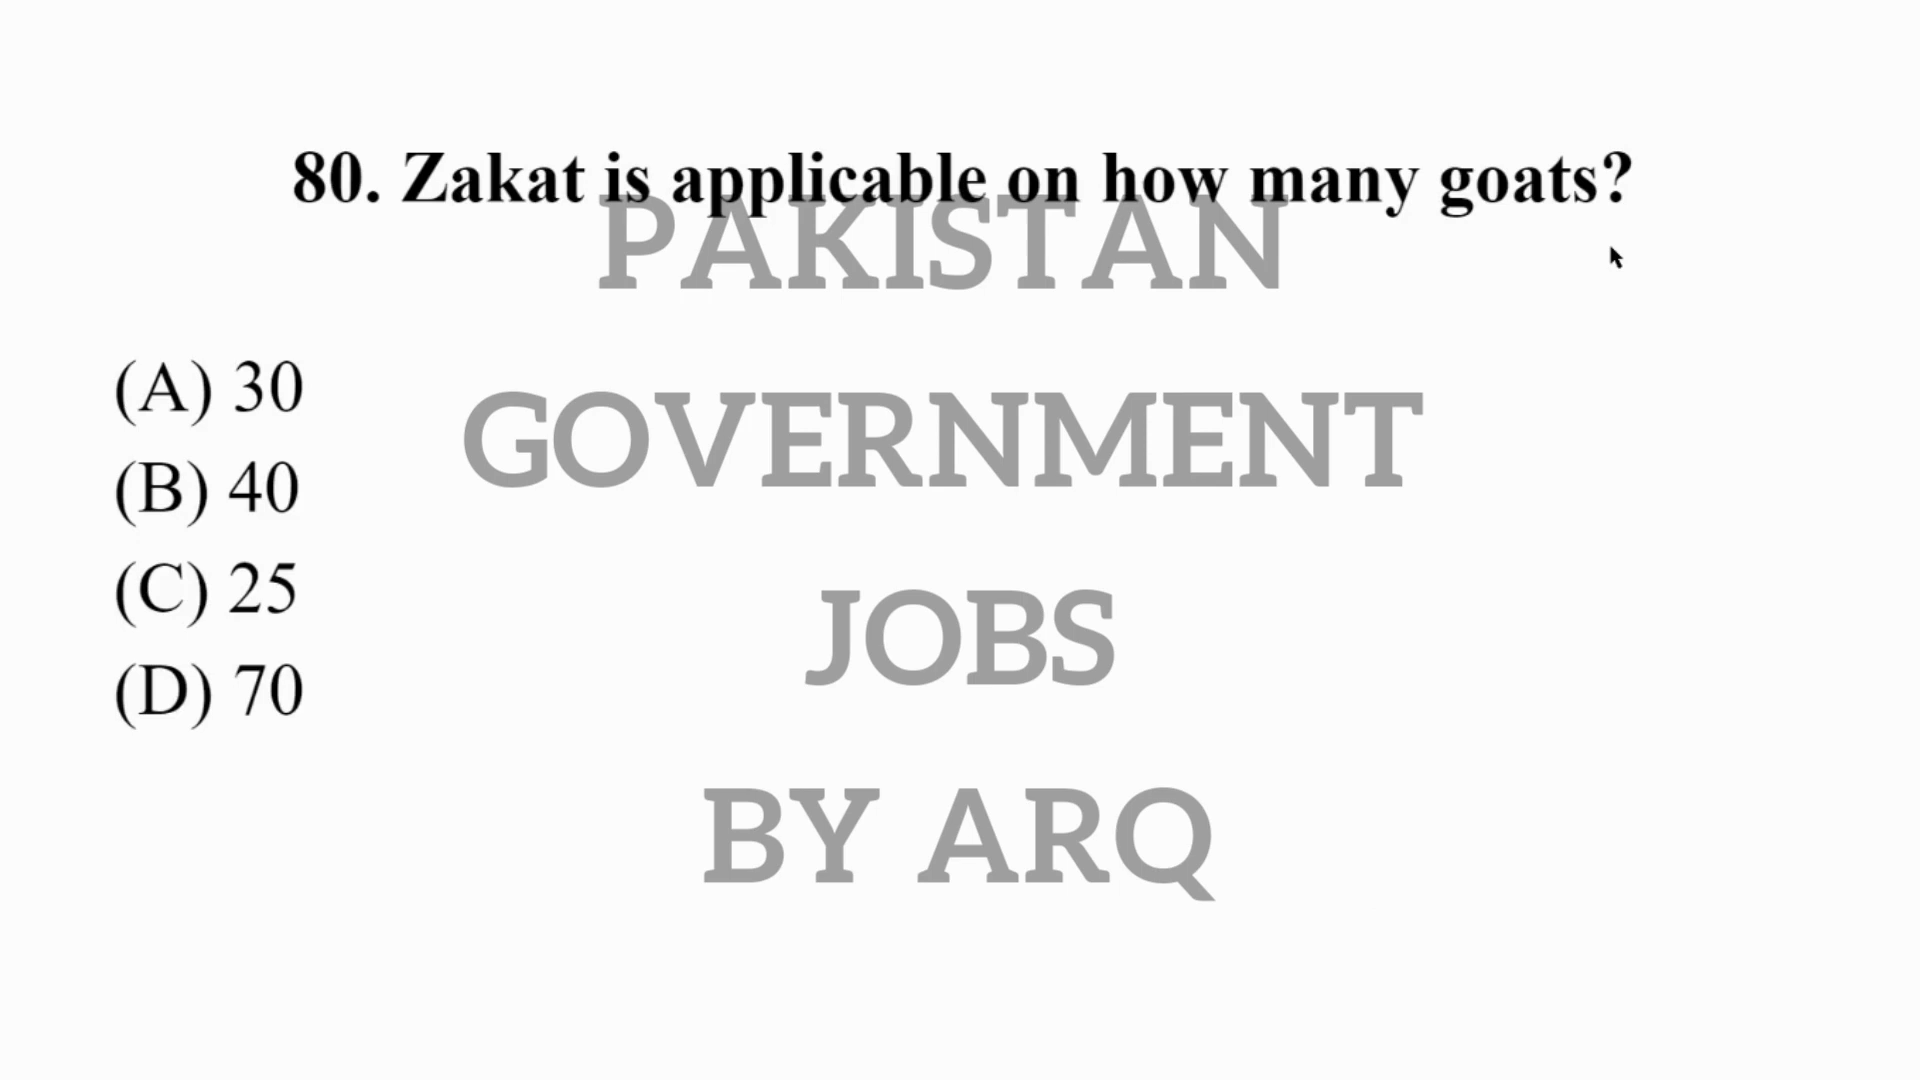 80. Zakat is applicable on how many goats?
PAKISTAN
(A) 30
GOVERNMENT
(B) 40
(C) 25
JOBS
(D) 70
BY ARQ